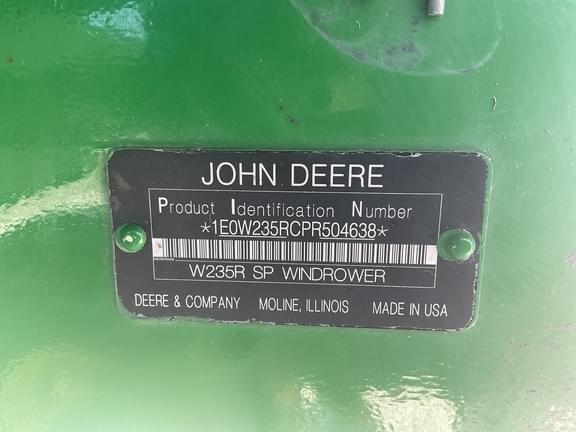 JOHN DEERE
Product Identification Number
*1E0W235RCPR504638*
W235R SP WINDROWER
DEERE & COMPANY MOLINE, ILLINOIS MADE IN USA